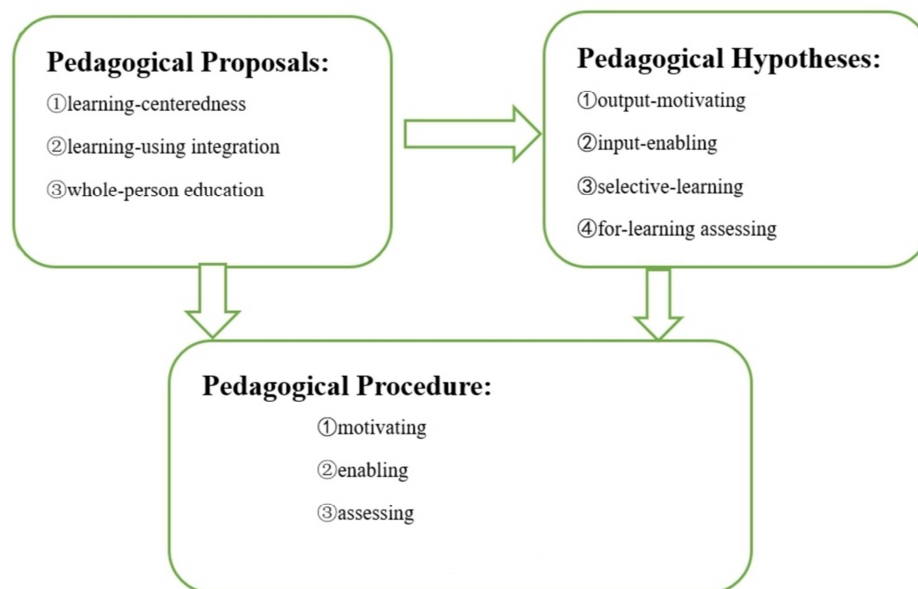 Pedagogical Proposals:
①learning-centeredness
②learning-using integration
③whole-person education
Pedagogical Hypotheses:
①output-motivating
②input-enabling
③selective-learning
④for-learning assessing
Pedagogical Procedure:
①motivating
②enabling
③assessing